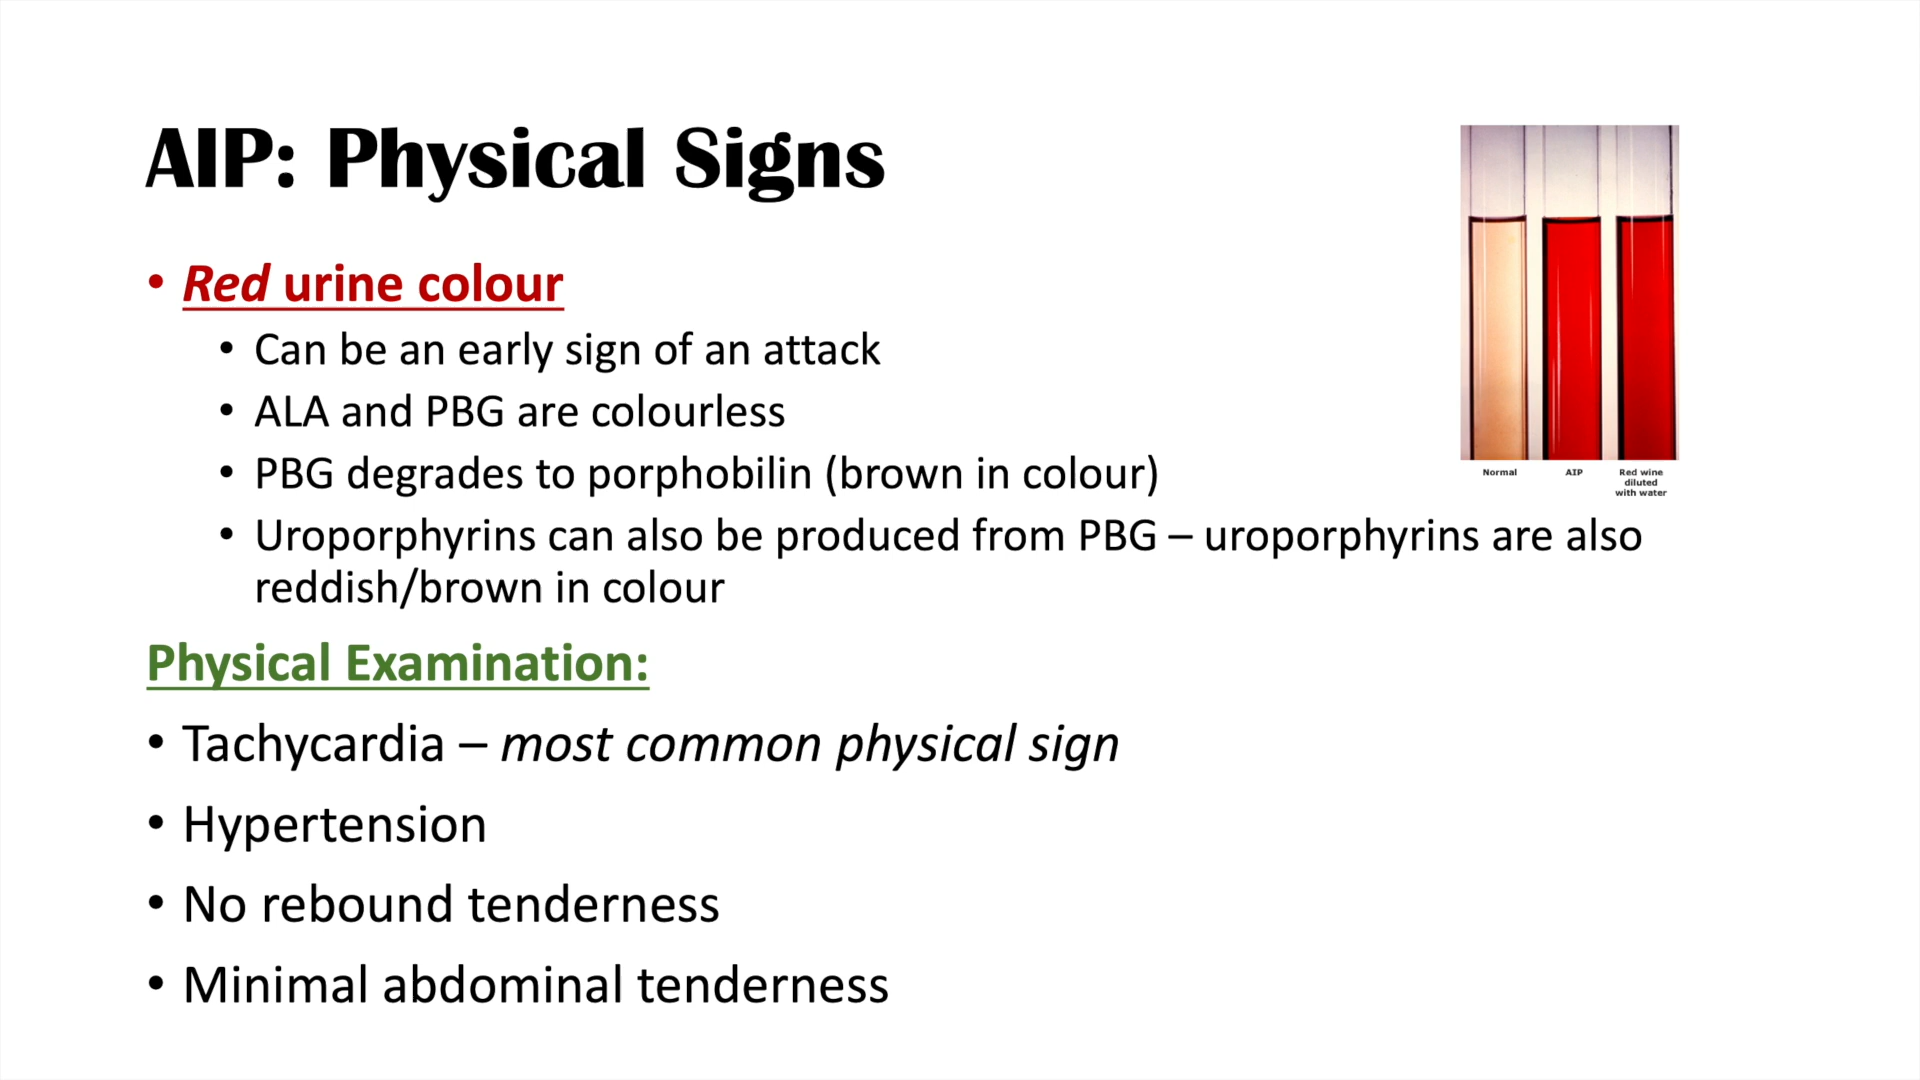 AIP: Physical Signs
• Red urine colour
• Can be an early sign of an attack
• ALA and PBG are colourless
• PBG degrades to porphobilin (brown in colour)
• Uroporphyrins can also be produced from PBG – uroporphyrins are also
reddish/brown in colour
Normal
AIP
Red wine
diluted
with water
Physical Examination:
• Tachycardia – most common physical sign
• Hypertension
• No rebound tenderness
• Minimal abdominal tenderness